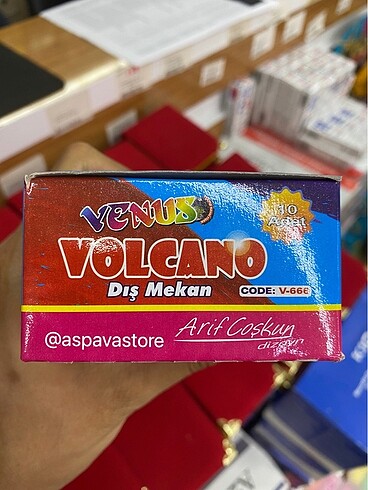 VENUS
10
Adet
VOLCANO
Dış Mekan
CODE: V-666
@aspavastore
Arif Coşkun
dizayn